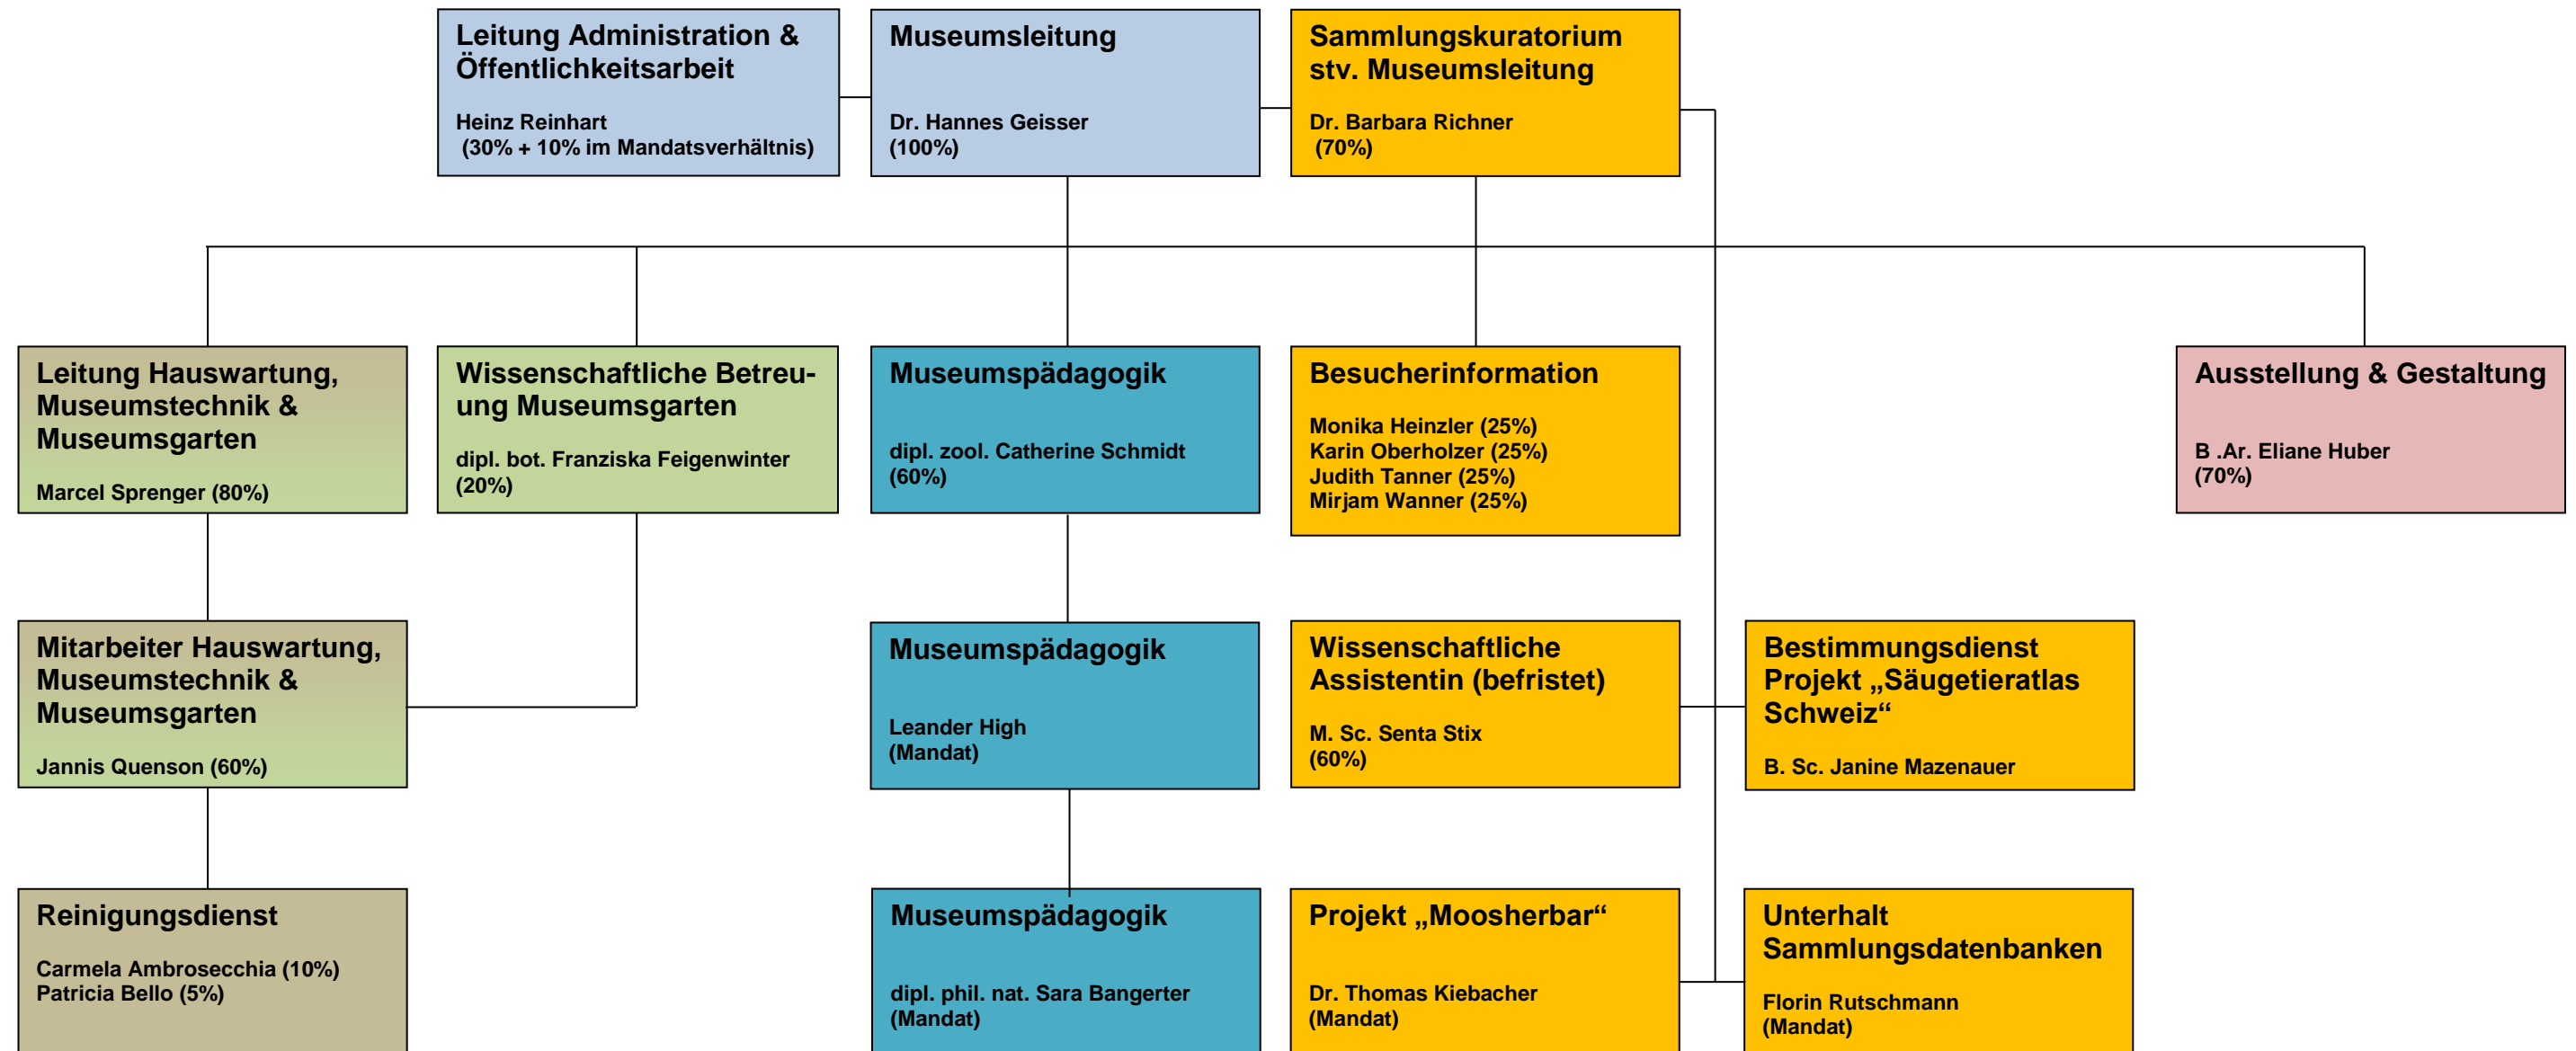 Leitung Administration &
Öffentlichkeitsarbeit
Heinz Reinhart
(30% + 10% im Mandatsverhältnis)
Museumsleitung
Dr. Hannes Geisser
(100%)
Sammlungskuratorium
stv. Museumsleitung
Dr. Barbara Richner
(70%)
Leitung Hauswartung,
Museumstechnik &
Museumsgarten
Marcel Sprenger (80%)
Wissenschaftliche Betreu-
ung Museumsgarten
dipl. bot. Franziska Feigenwinter
(20%)
Museumspädagogik
dipl. zool. Catherine Schmidt
(60%)
Besucherinformation
Monika Heinzler (25%)
Karin Oberholzer (25%)
Judith Tanner (25%)
Mirjam Wanner (25%)
Ausstellung & Gestaltung
B .Ar. Eliane Huber
(70%)
Mitarbeiter Hauswartung,
Museumstechnik &
Museumsgarten
Jannis Quenson (60%)
Museumspädagogik
Leander High
(Mandat)
Wissenschaftliche
Assistentin (befristet)
M. Sc. Senta Stix
(60%)
Bestimmungsdienst
Projekt „Säugetieratlas
Schweiz“
B. Sc. Janine Mazenauer
Reinigungsdienst
Carmela Ambrosecchia (10%)
Patricia Bello (5%)
Museumspädagogik
dipl. phil. nat. Sara Bangerter
(Mandat)
Projekt „Moosherbar“
Dr. Thomas Kiebacher
(Mandat)
Unterhalt
Sammlungsdatenbanken
Florin Rutschmann
(Mandat)